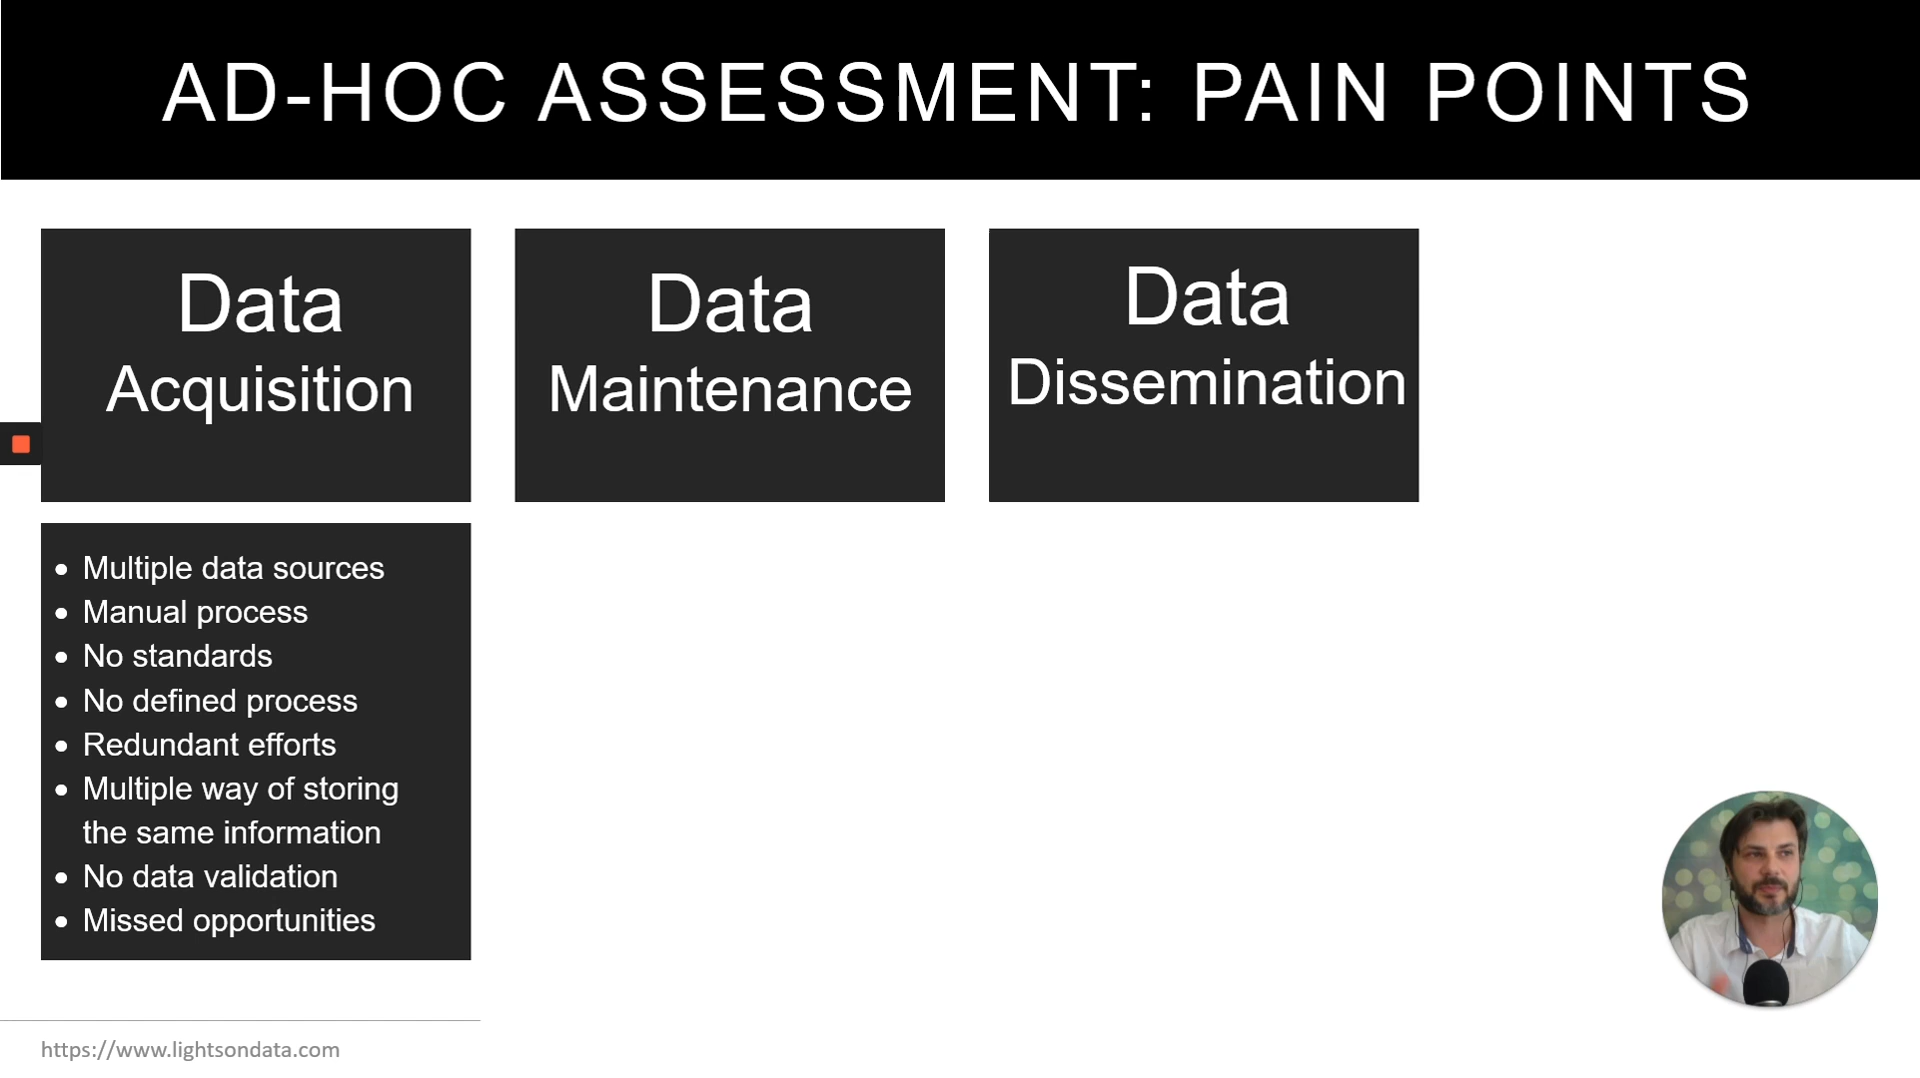 AD-HOC ASSESSMENT: PAIN POINTS
Data
Acquisition
Data
Maintenance
Data
Dissemination
• Multiple data sources
• Manual process
• No standards
• No defined process
• Redundant efforts
• Multiple way of storing
the same information
• No data validation
• Missed opportunities
https://www.lightsondata.com